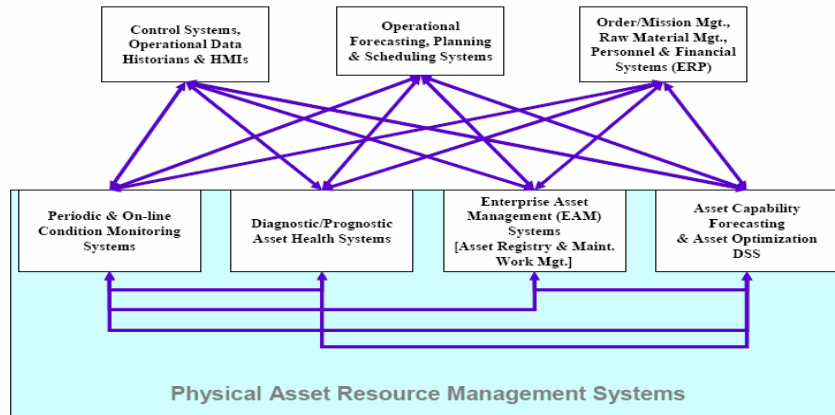 Control Systems,
Operational Data
Historians & HMIs
Operational
Forecasting, Planning
& Scheduling Systems
Order/Mission Mgt.,
Raw Material Mgt.,
Personnel & Financial
Systems (ERP)
Periodic & On-line
Condition Monitoring
Systems
Diagnostic/Prognostic
Asset Health Systems
Enterprise Asset
Management (EAM)
Systems
[Asset Registry & Maint.
Work Mgt.]
Asset Capability
Forecasting
& Asset Optimization
DSS
Physical Asset Resource Management Systems